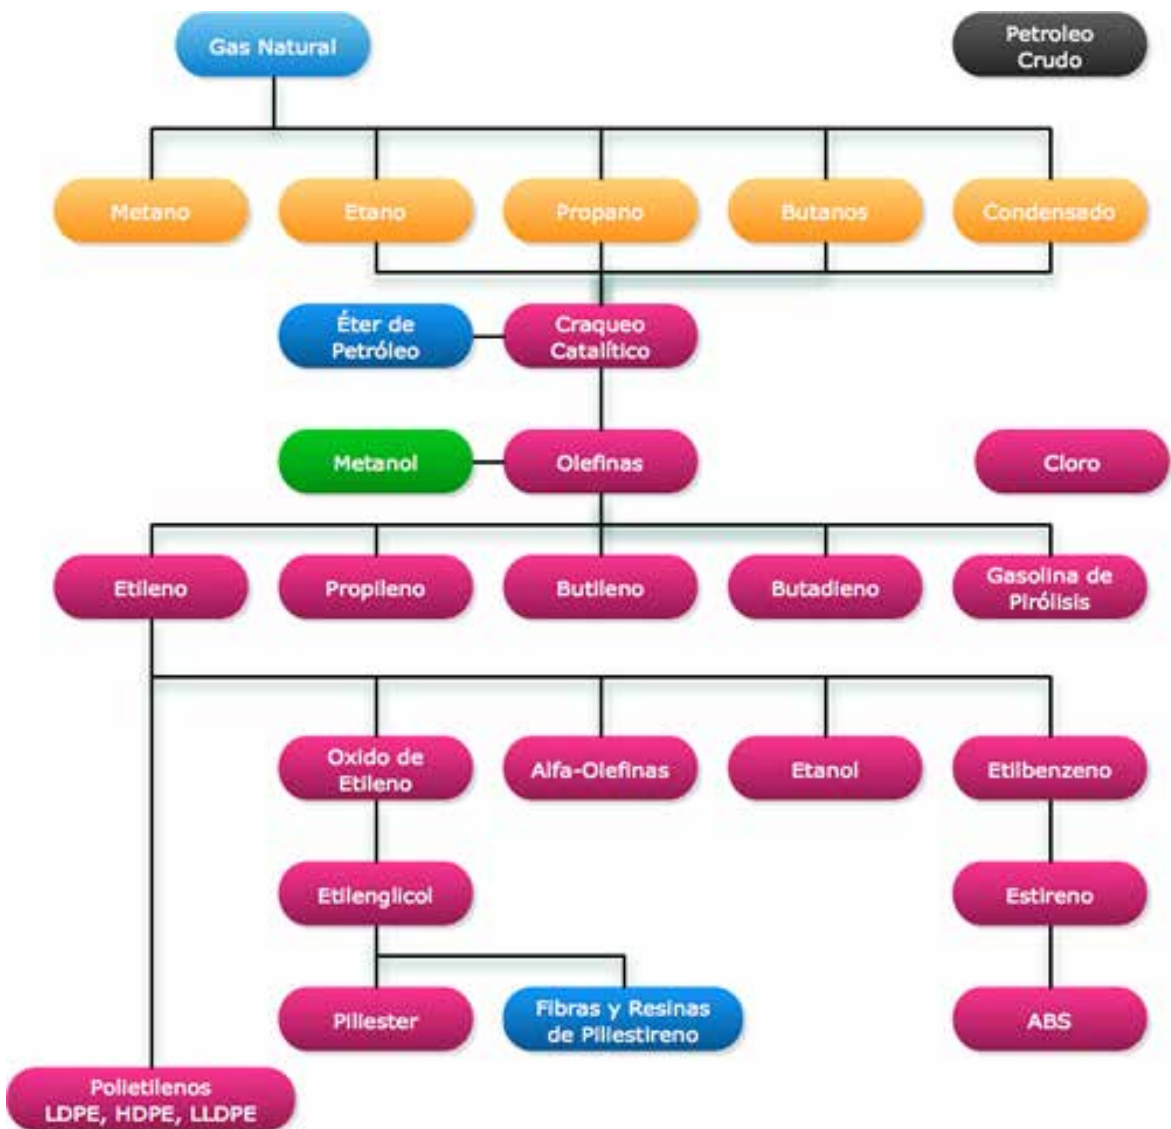 Gas Natural
Petroleo
Crudo
Metano
Etano
Propano
Butanos
Condensado
Éter de
Petróleo
Craqueo
Catalítico
Metanol
Olefinas
Cloro
Etileno
Propileno
Butileno
Butadieno
Gasolina de
Pirólisis
Oxido de
Etileno
Alfa-Olefinas
Etanol
Etilbenzeno
Etilenglicol
Estireno
Piliester
Fibras y Resinas
de Piliestireno
ABS
Polietilenos
LDPE, HDPE, LLDPE